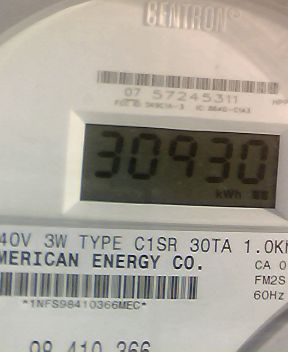 CENTRON®
07 57245311
30930
kWh
40V 3W TYPE C1SR 30TA 1.0K
MERICAN ENERGY CO.
CA 0
FM2S
60Hz
*1NFS98410366MEC*
98 410 366